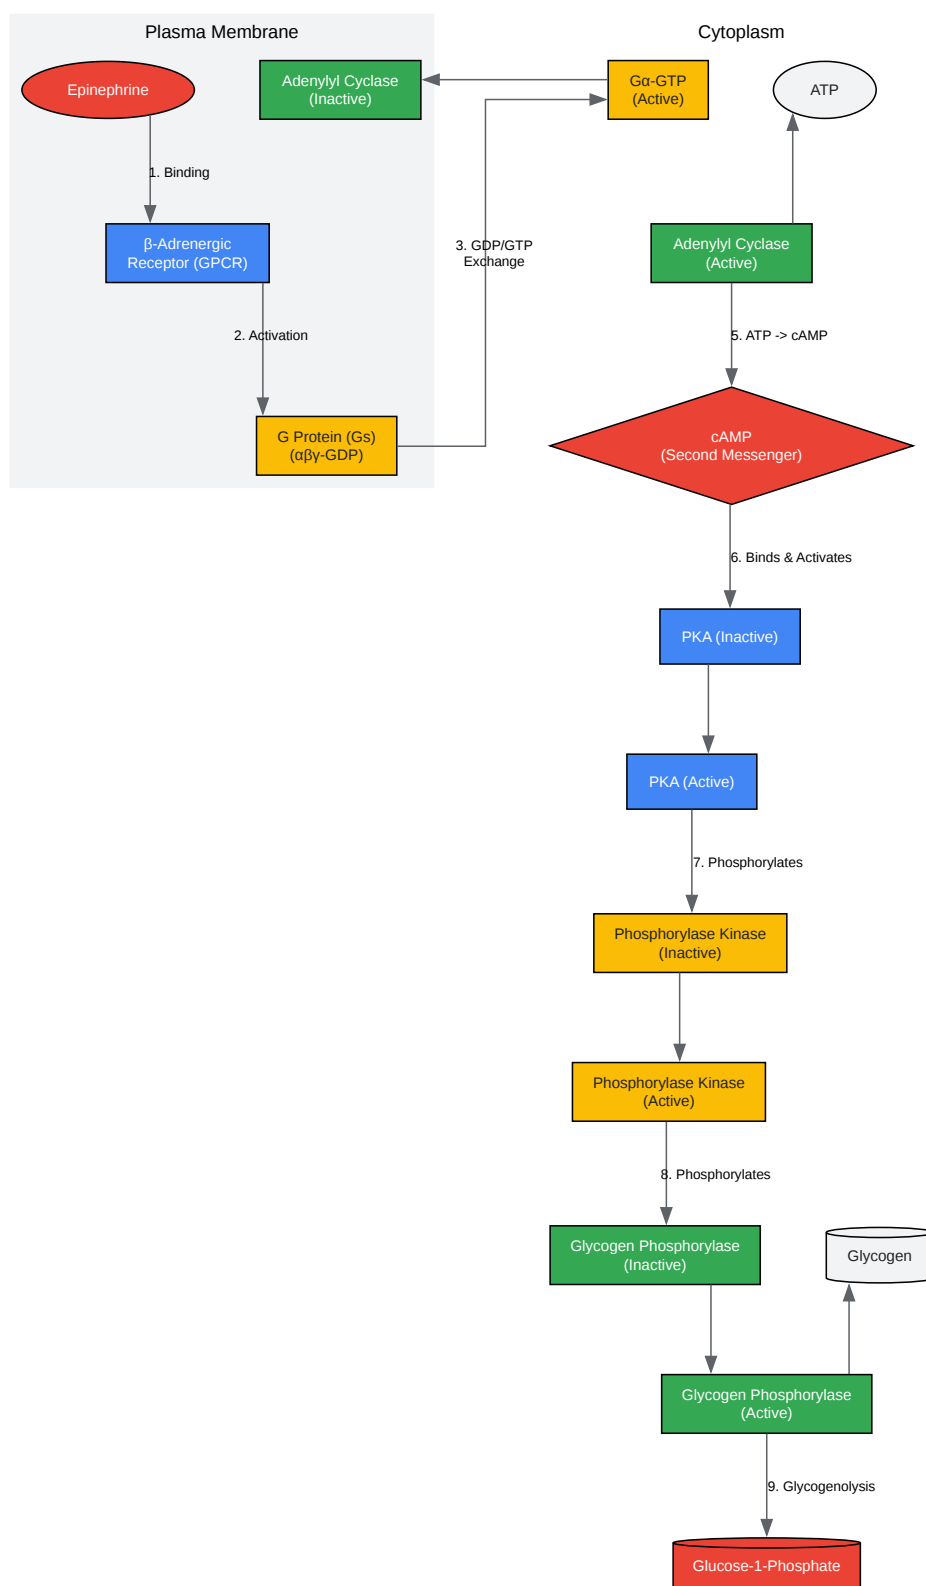 Plasma Membrane
Cytoplasm
Epinephrine
Adenylyl Cyclase
(Inactive)
Gα-GTP
(Active)
ATP
1. Binding
β-Adrenergic
Receptor (GPCR)
3. GDP/GTP
Exchange
Adenylyl Cyclase
(Active)
2. Activation
5. ATP -> cAMP
G Protein (Gs)
(αβγ-GDP)
cAMP
(Second Messenger)
6. Binds & Activates
PKA (Inactive)
PKA (Active)
7. Phosphorylates
Phosphorylase Kinase
(Inactive)
Phosphorylase Kinase
(Active)
8. Phosphorylates
Glycogen Phosphorylase
(Inactive)
Glycogen
Glycogen Phosphorylase
(Active)
9. Glycogenolysis
Glucose-1-Phosphate